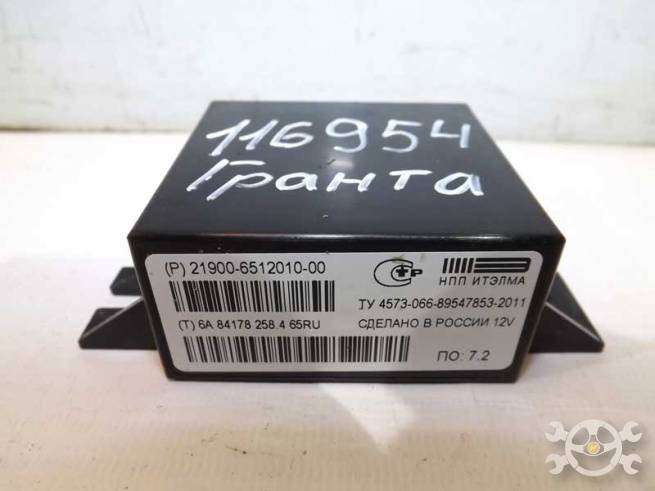 116954
Гранта
(P) 21900-6512010-00
(T) 6A 84178 258.4 65RU
СТР
НПП ИТЭЛМА
ТУ 4573-066-89547853-2011
СДЕЛАНО В РОССИИ 12V
ПО: 7.2